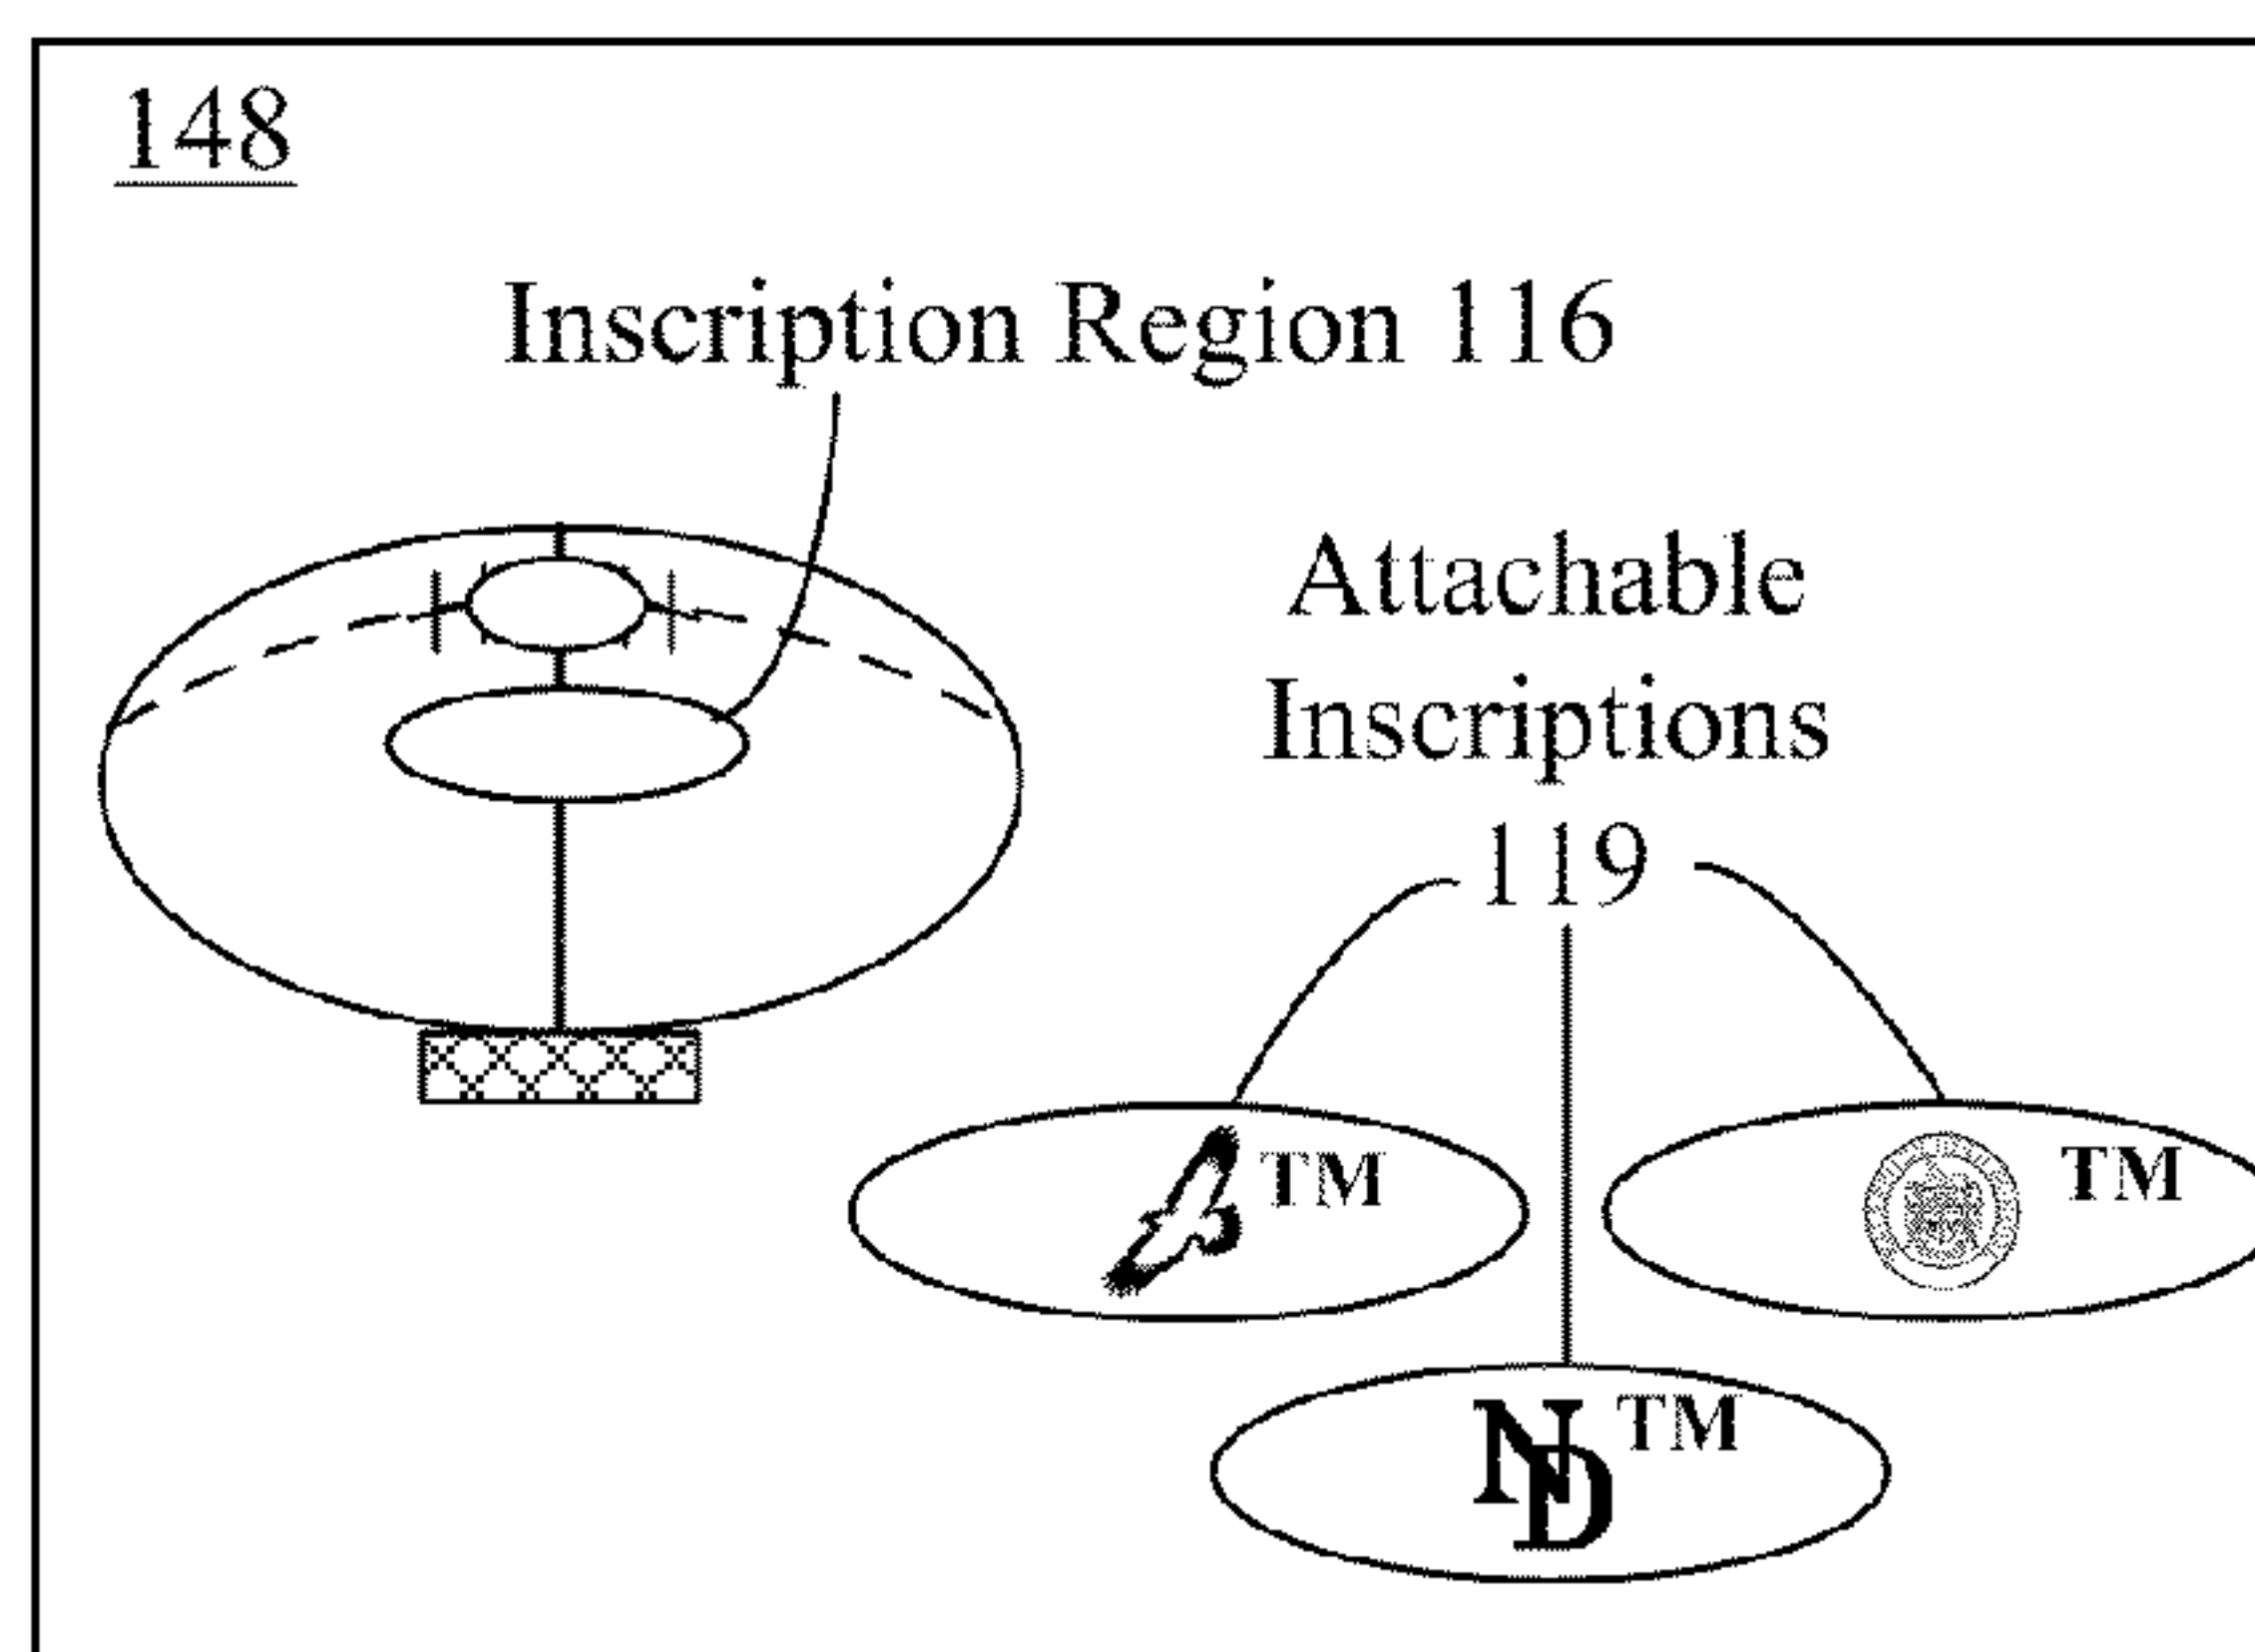 148
Inscription Region 116
Attachable
Inscriptions
119
TM
TM
ND TM